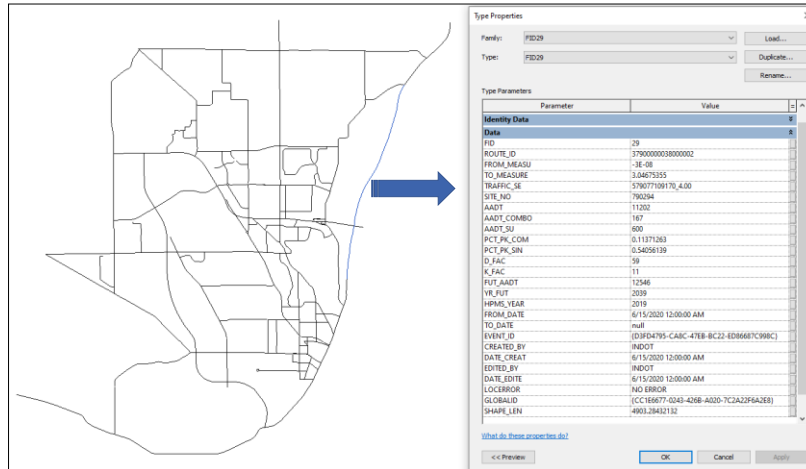 Type Properties
Family: FID29 Load...
Type: FID29 Duplicate...
Rename...
Type Parameters
Parameter Value =
Identity Data
Data
FID 29
ROUTE_ID 37900000038000002
FROM_MEASU -3E-08
TO_MEASURE 3.04675355
TRAFFIC_SE 579077109170_4.00
SITE_NO 790294
AADT 11202
AADT_COMBO 167
AADT_SU 600
PCT_PK_COM 0.11371263
PCT_PK_SIN 0.54056139
D_FAC 59
K_FAC 11
FUT_AADT 12546
YR_FUT 2039
HPMS_YEAR 2019
FROM_DATE 6/15/2020 12:00:00 AM
TO_DATE null
EVENT_ID {D3FD4795-CA8C-47EB-BC22-ED86687C998C}
CREATED_BY INDOT
DATE_CREAT 6/15/2020 12:00:00 AM
EDITED_BY INDOT
DATE_EDITE 6/15/2020 12:00:00 AM
LOCERROR NO ERROR
GLOBALID {CC1E6677-0243-426B-A020-7C2A22F6A2E8}
SHAPE_LEN 4903.28432132
What do these properties do?
<< Preview OK Cancel Apply